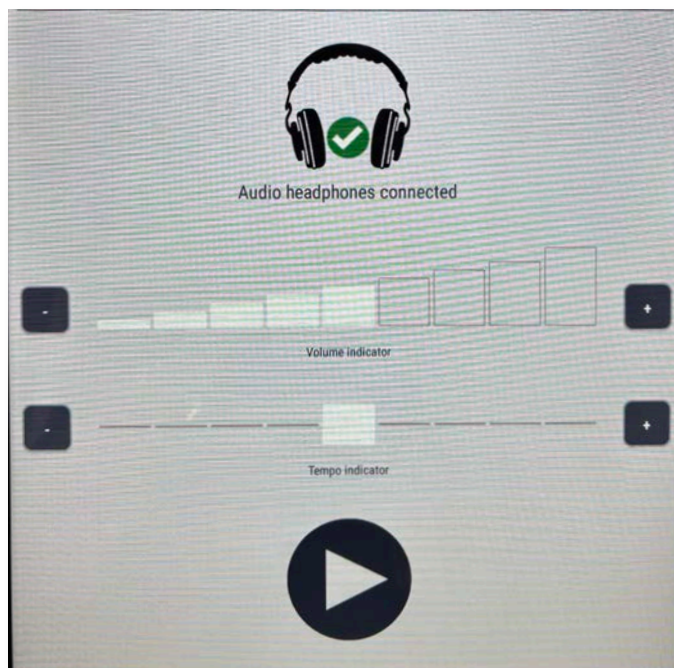 Audio headphones connected
- +
Volume indicator
- +
Tempo indicator